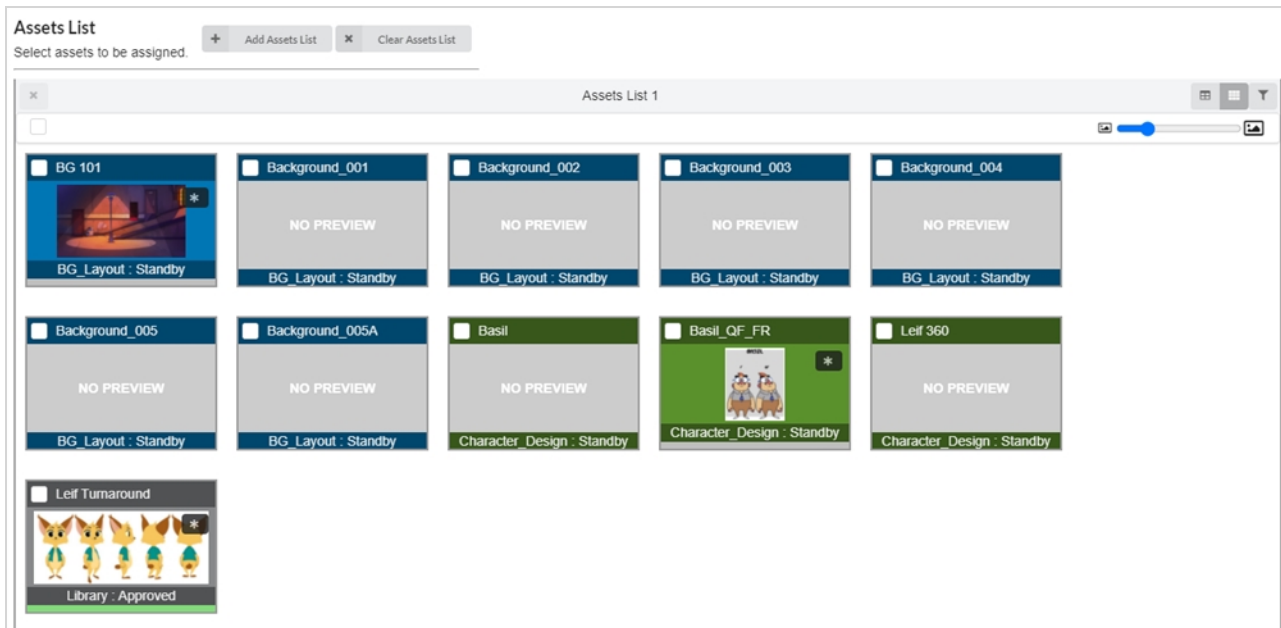 Assets List
Select assets to be assigned.
+ Add Assets List
× Clear Assets List
× Assets List 1
BG 101
BG_Layout : Standby
Background_001
NO PREVIEW
BG_Layout : Standby
Background_002
NO PREVIEW
BG_Layout : Standby
Background_003
NO PREVIEW
BG_Layout : Standby
Background_004
NO PREVIEW
BG_Layout : Standby
Background_005
NO PREVIEW
BG_Layout : Standby
Background_005A
NO PREVIEW
BG_Layout : Standby
Basil
NO PREVIEW
Character_Design : Standby
Basil_QF_FR
Character_Design : Standby
Leif 360
NO PREVIEW
Character_Design : Standby
Leif Turnaround
Library : Approved